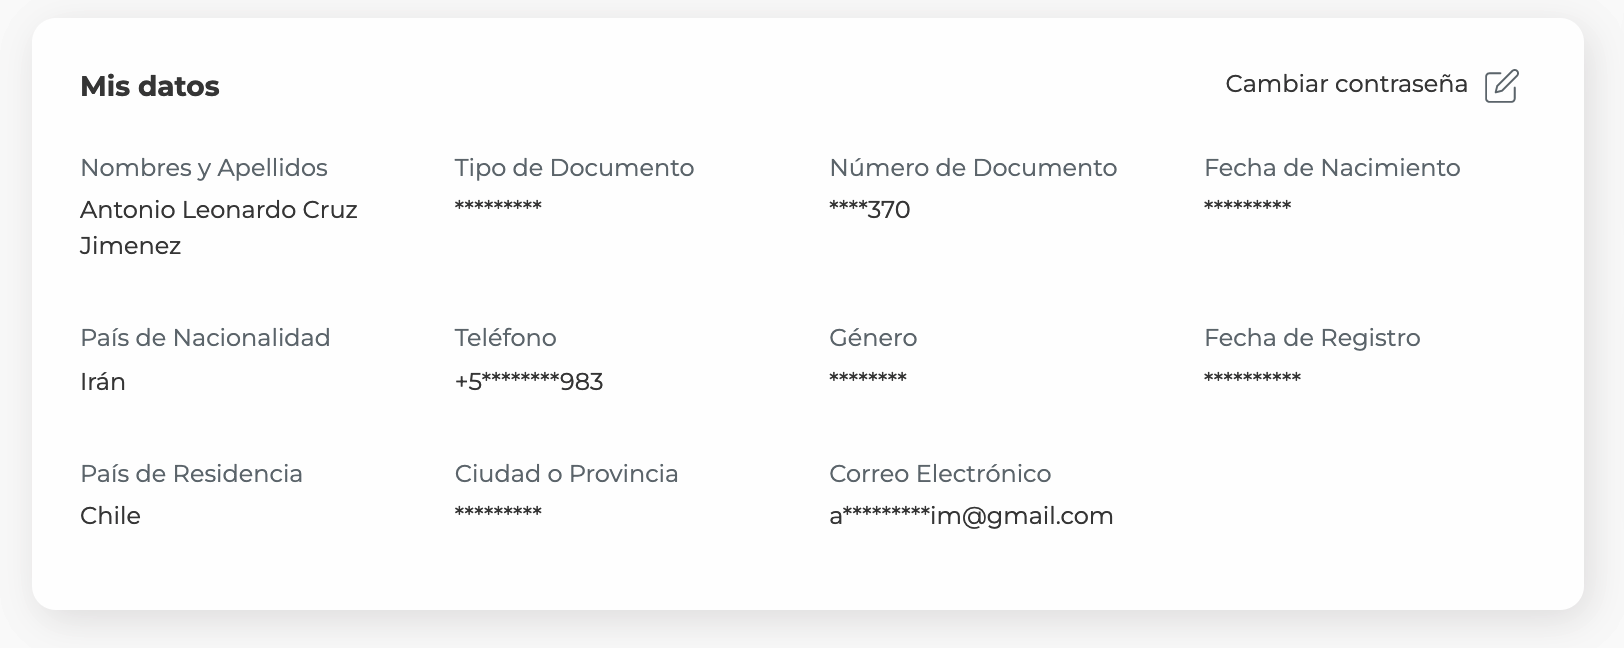 Mis datos
Cambiar contraseña
Nombres y Apellidos
Antonio Leonardo Cruz
Jimenez
Tipo de Documento
*********
Número de Documento
****370
Fecha de Nacimiento
*********
País de Nacionalidad
Irán
Teléfono
+5********983
Género
********
Fecha de Registro
**********
País de Residencia
Chile
Ciudad o Provincia
*********
Correo Electrónico
a*********im@gmail.com